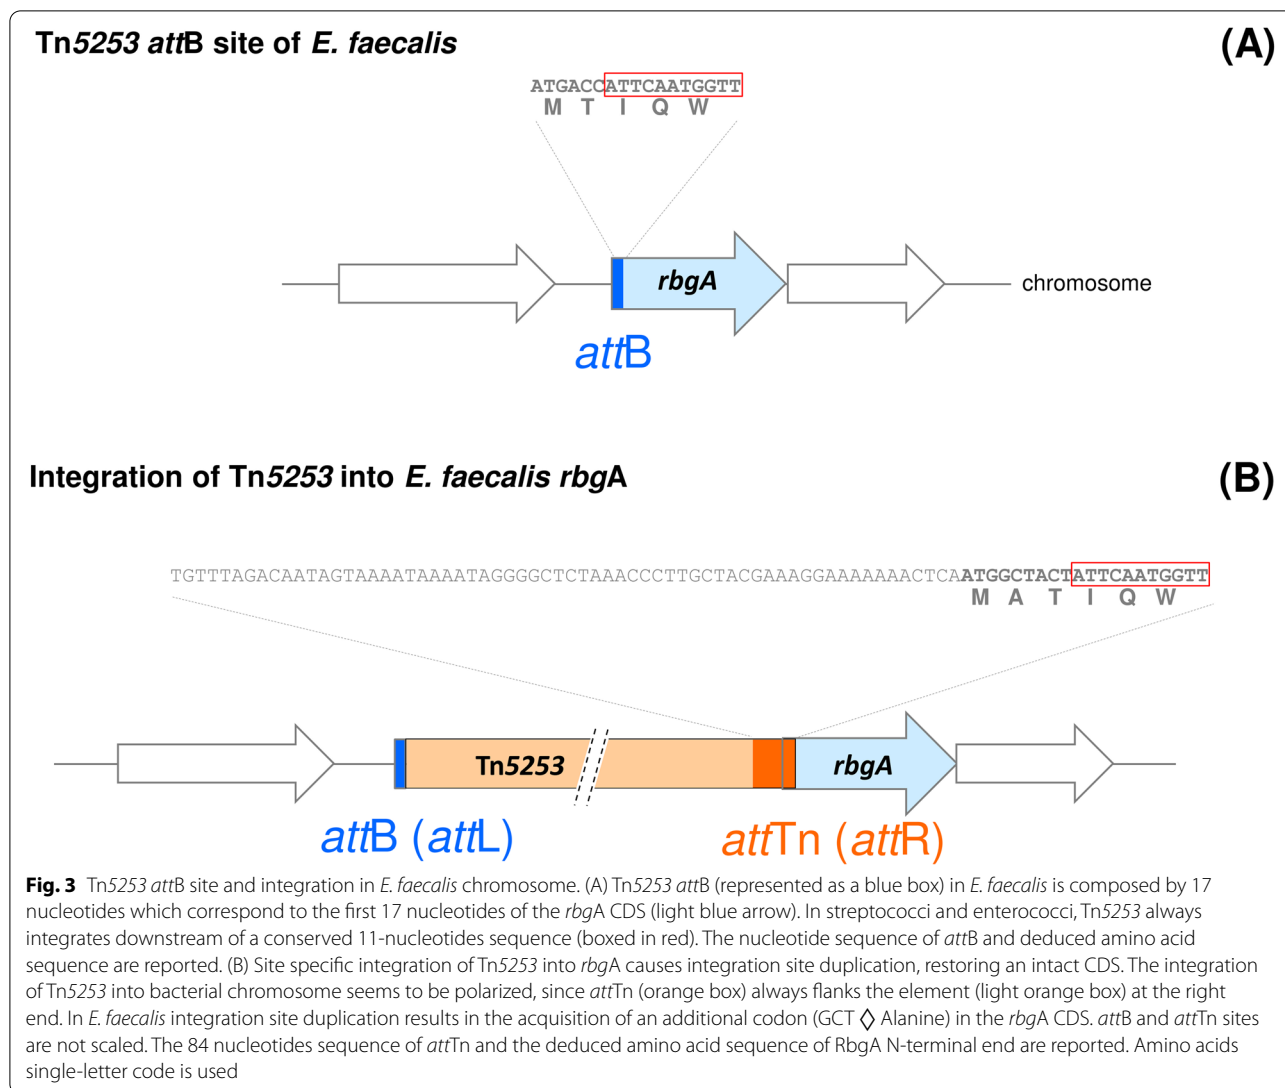 Tn5253 attB site of E. faecalis
(A)
ATGACCATTCAATGGTT
M T I Q W
rbgA
chromosome
attB
Integration of Tn5253 into E. faecalis rbgA
(B)
TGTTTAGACAATAGTAAAATAAAATAGGGGCTCTAAACCCTTGCTACGAAAGGAAAAAAACTCAATGGCTACTATTCAATGGTT
M A T I Q W
Tn5253
rbgA
attB (attL)
attTn (attR)
Fig. 3 Tn5253 attB site and integration in E. faecalis chromosome. (A) Tn5253 attB (represented as a blue box) in E. faecalis is composed by 17
nucleotides which correspond to the first 17 nucleotides of the rbgA CDS (light blue arrow). In streptococci and enterococci, Tn5253 always
integrates downstream of a conserved 11-nucleotides sequence (boxed in red). The nucleotide sequence of attB and deduced amino acid
sequence are reported. (B) Site specific integration of Tn5253 into rbgA causes integration site duplication, restoring an intact CDS. The integration
of Tn5253 into bacterial chromosome seems to be polarized, since attTn (orange box) always flanks the element (light orange box) at the right
end. In E. faecalis integration site duplication results in the acquisition of an additional codon (GCT ◊ Alanine) in the rbgA CDS. attB and attTn sites
are not scaled. The 84 nucleotides sequence of attTn and the deduced amino acid sequence of RbgA N-terminal end are reported. Amino acids
single-letter code is used